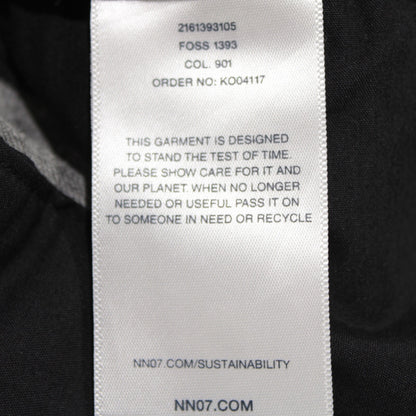 2161393105
FOSS 1393
COL. 901
ORDER NO: KO04117
THIS GARMENT IS DESIGNED
TO STAND THE TEST OF TIME.
PLEASE SHOW CARE FOR IT AND
OUR PLANET. WHEN NO LONGER
NEEDED OR USEFUL PASS IT ON
TO SOMEONE IN NEED OR RECYCLE
NN07.COM/SUSTAINABILITY
NN07.COM